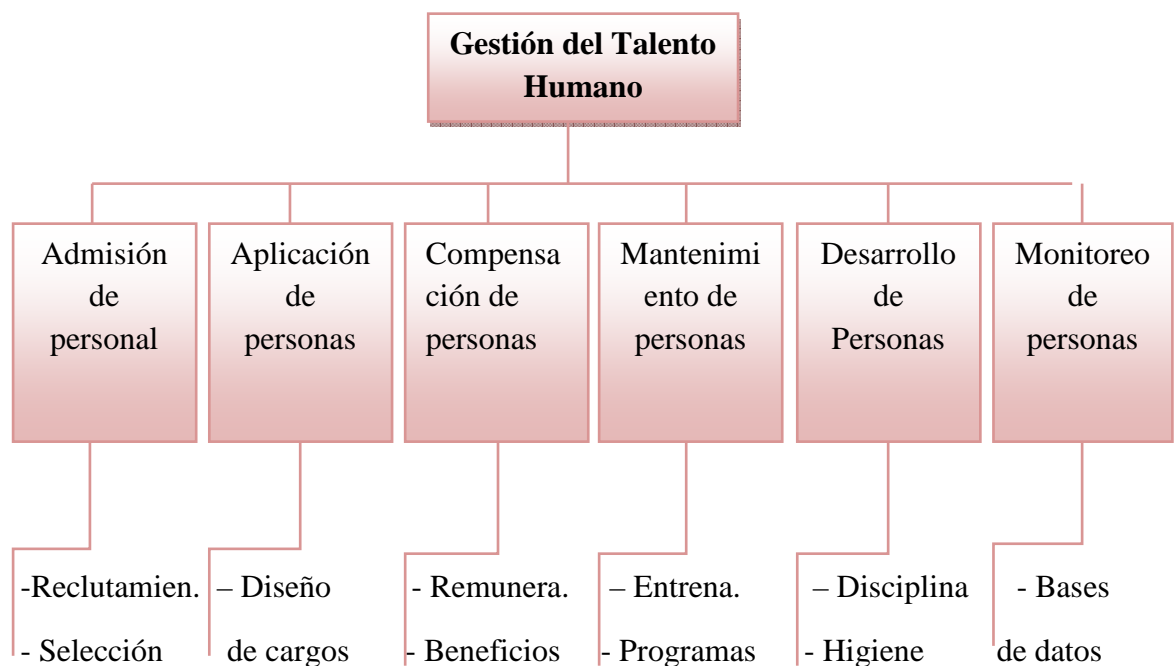 Gestión del Talento
Humano
Admisión
de
personal
Aplicación
de
personas
Compensa
ción de
personas
Mantenimi
ento de
personas
Desarrollo
de
Personas
Monitoreo
de
personas
-Reclutamien.
- Selección
– Diseño
de cargos
- Remunera.
- Beneficios
– Entrena.
- Programas
– Disciplina
- Higiene
- Bases
de datos